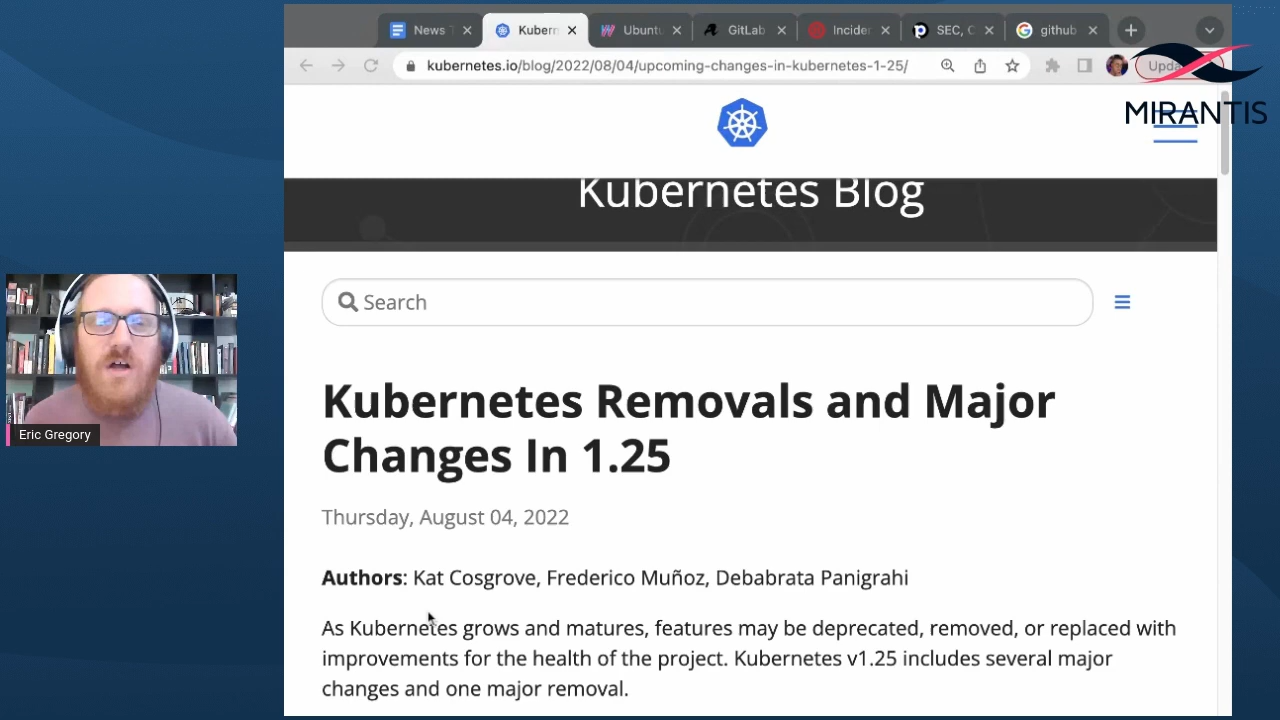 News T
Kubern
Ubuntu
GitLab
Incider
SEC, C
github
kubernetes.io/blog/2022/08/04/upcoming-changes-in-kubernetes-1-25/
Upd
MIRANTIS
Kubernetes Blog
Search
Kubernetes Removals and Major
Changes In 1.25
Thursday, August 04, 2022
Authors: Kat Cosgrove, Frederico Muñoz, Debabrata Panigrahi
As Kubernetes grows and matures, features may be deprecated, removed, or replaced with
improvements for the health of the project. Kubernetes v1.25 includes several major
changes and one major removal.
Eric Gregory